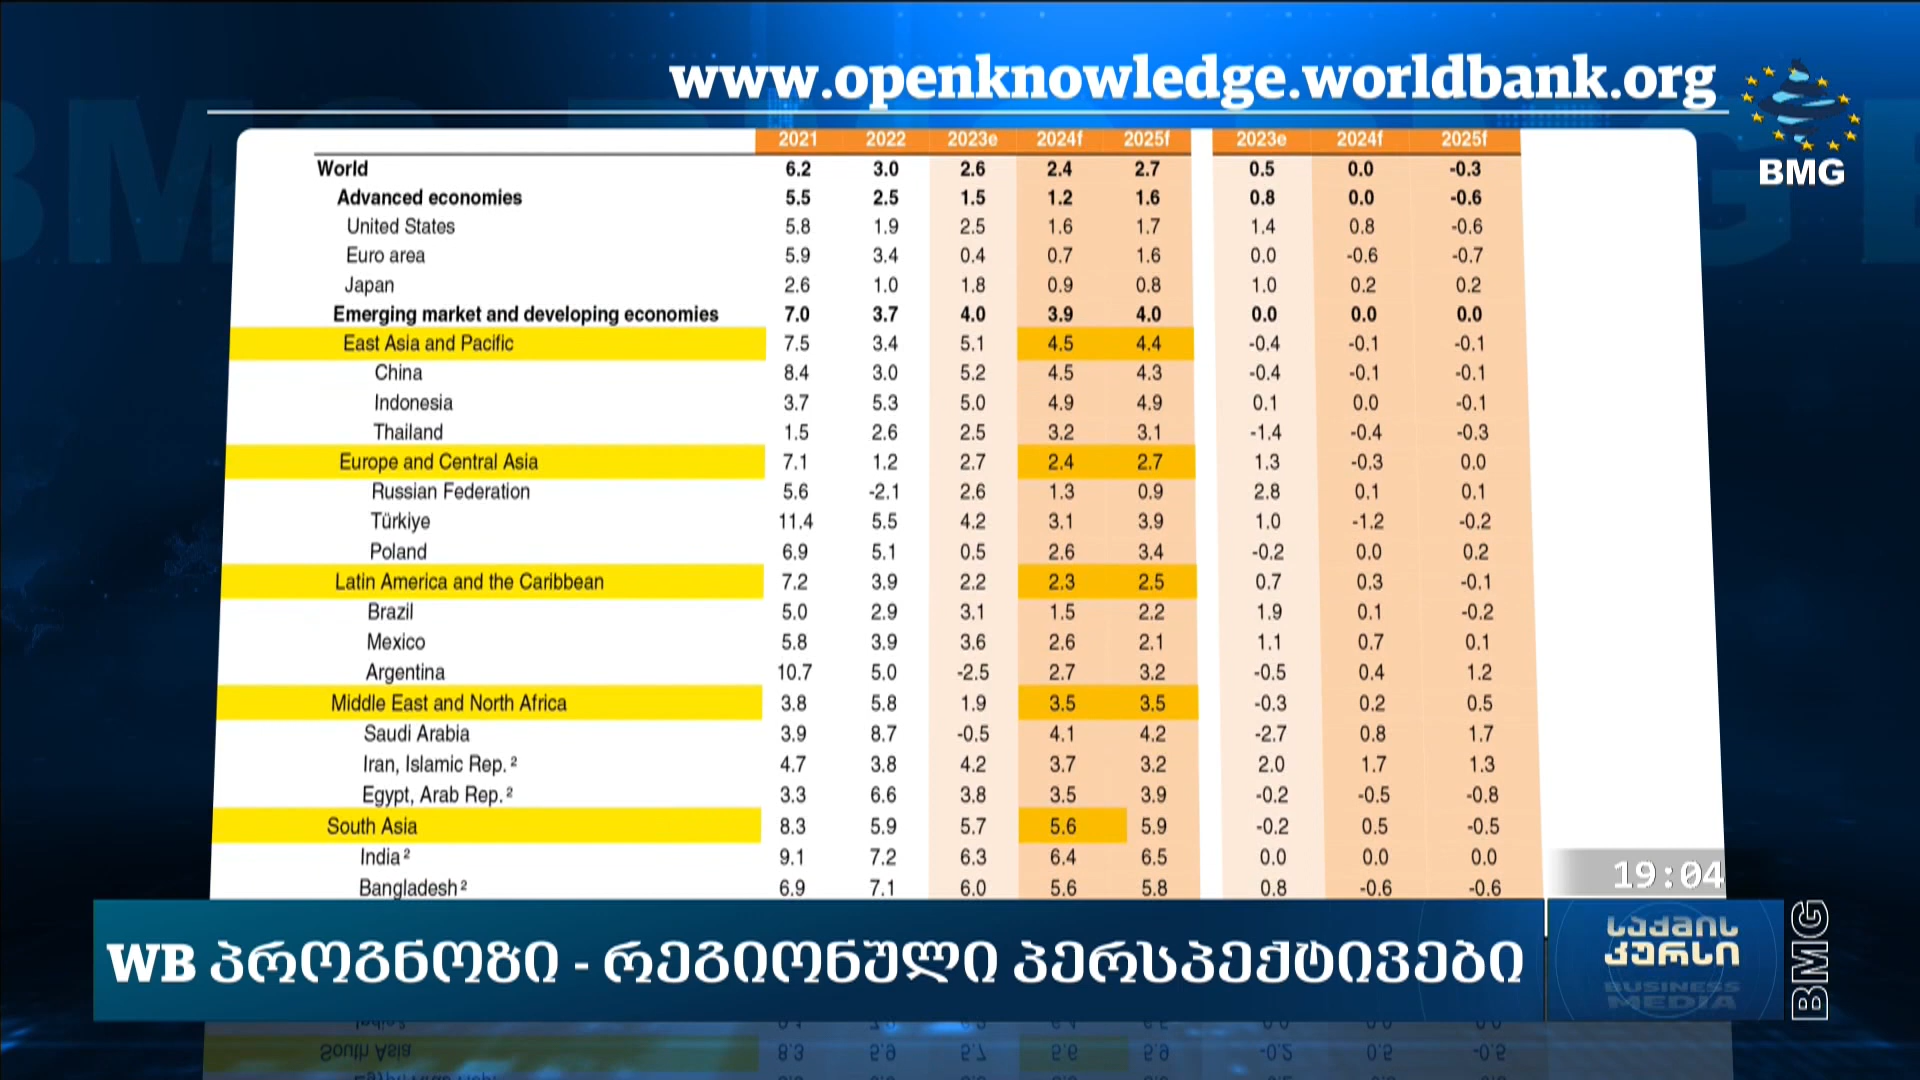 www.openknowledge.worldbank.org
BMG
2021 2022 2023e 2024f 2025f 2023e 2024f 2025f
World 6.2 3.0 2.6 2.4 2.7 0.5 0.0 -0.3
Advanced economies 5.5 2.5 1.5 1.2 1.6 0.8 0.0 -0.6
United States 5.8 1.9 2.5 1.6 1.7 1.4 0.8 -0.6
Euro area 5.9 3.4 0.4 0.7 1.6 0.0 -0.6 -0.7
Japan 2.6 1.0 1.8 0.9 0.8 1.0 0.2 0.2
Emerging market and developing economies 7.0 3.7 4.0 3.9 4.0 0.0 0.0 0.0
East Asia and Pacific 7.5 3.4 5.1 4.5 4.4 -0.4 -0.1 -0.1
China 8.4 3.0 5.2 4.5 4.3 -0.4 -0.1 -0.1
Indonesia 3.7 5.3 5.0 4.9 4.9 0.1 0.0 -0.1
Thailand 1.5 2.6 2.5 3.2 3.1 -1.4 -0.4 -0.3
Europe and Central Asia 7.1 1.2 2.7 2.4 2.7 1.3 -0.3 0.0
Russian Federation 5.6 -2.1 2.6 1.3 0.9 2.8 0.1 0.1
Türkiye 11.4 5.5 4.2 3.1 3.9 1.0 -1.2 -0.2
Poland 6.9 5.1 0.5 2.6 3.4 -0.2 0.0 0.2
Latin America and the Caribbean 7.2 3.9 2.2 2.3 2.5 0.7 0.3 -0.1
Brazil 5.0 2.9 3.1 1.5 2.2 1.9 0.1 -0.2
Mexico 5.8 3.9 3.6 2.6 2.1 1.1 0.7 0.1
Argentina 10.7 5.0 -2.5 2.7 3.2 -0.5 0.4 1.2
Middle East and North Africa 3.8 5.8 1.9 3.5 3.5 -0.3 0.2 0.5
Saudi Arabia 3.9 8.7 -0.5 4.1 4.2 -2.7 0.8 1.7
Iran, Islamic Rep. ² 4.7 3.8 4.2 3.7 3.2 2.0 1.7 1.3
Egypt, Arab Rep. ² 3.3 6.6 3.8 3.5 3.9 -0.2 -0.5 -0.8
South Asia 8.3 5.9 5.7 5.6 5.9 -0.2 0.5 -0.5
India ² 9.1 7.2 6.3 6.4 6.5 0.0 0.0 0.0
Bangladesh ² 6.9 7.1 6.0 5.6 5.8 0.8 -0.6 -0.6
19:04
WB პროგნოზი - რეგიონული პერსპექტივები
საქმის
კურსი
BUSINESS
MEDIA
BMG